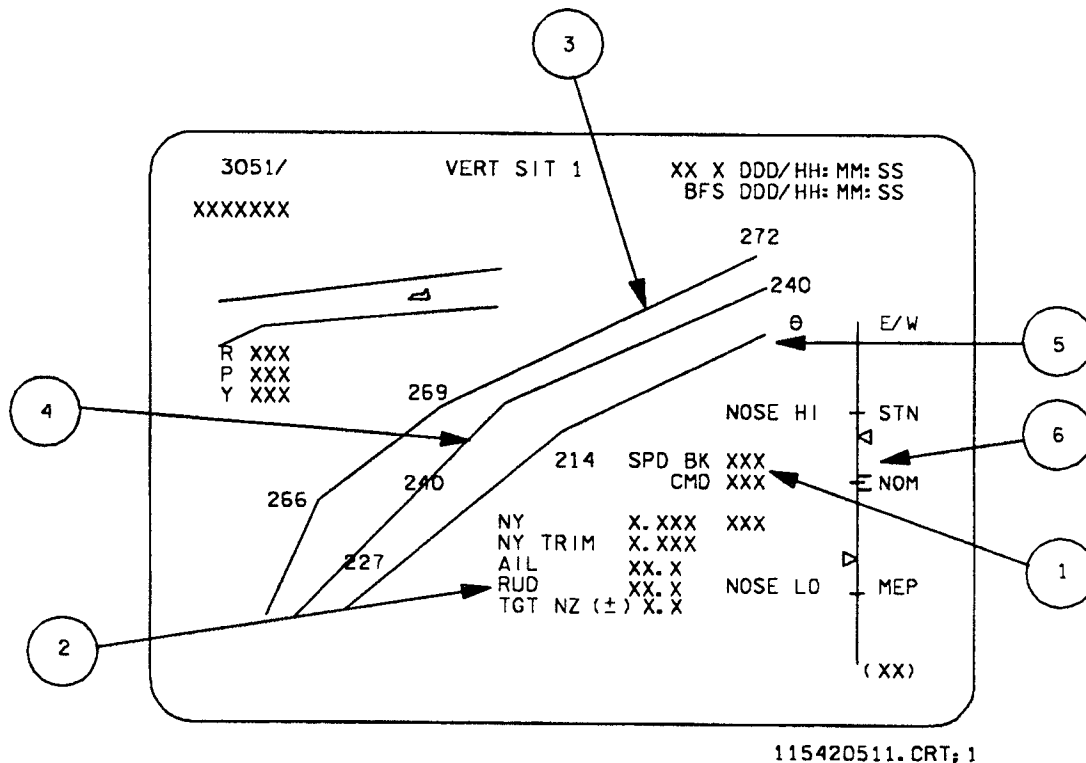 3
3051/ VERT SIT 1 XX X DDD/HH:MM:SS
BFS DDD/HH:MM:SS
XXXXXXX
272
240
θ E/W
5
R XXX
P XXX
Y XXX
269
4
NOSE HI STN
6
214 SPD BK XXX
240 CMD XXX NOM
266
NY X.XXX XXX
NY TRIM X.XXX
227
AIL XX.X
1
RUD XX.X NOSE LO MEP
TGT NZ (±) X.X
2
(XX)
115420511.CRT;1